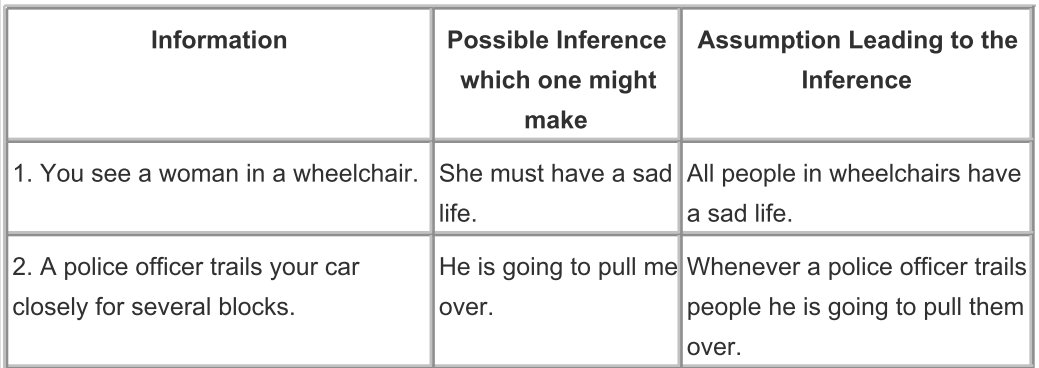 Information
Possible Inference
which one might
make
Assumption Leading to the
Inference
1. You see a woman in a wheelchair.
She must have a sad
life.
All people in wheelchairs have
a sad life.
2. A police officer trails your car
closely for several blocks.
He is going to pull me
over.
Whenever a police officer trails
people he is going to pull them
over.